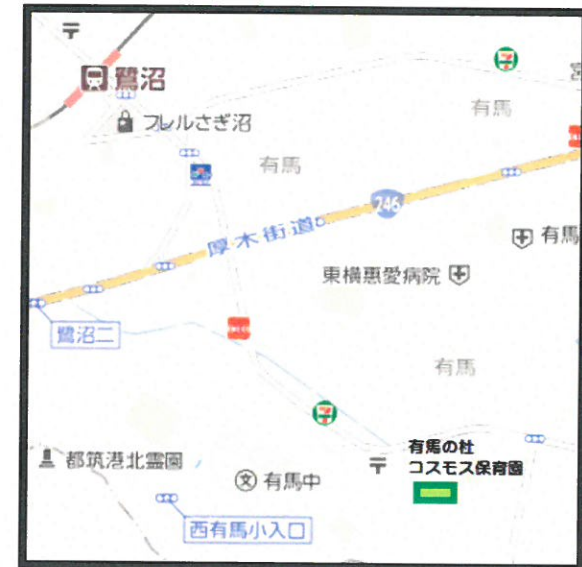 鷺沼
フレルさぎ沼
有馬
有馬
246
厚木街道
有馬
東横恵愛病院
鷺沼二
有馬
有馬の杜
コスモス保育園
都筑港北霊園
有馬中
西有馬小入口